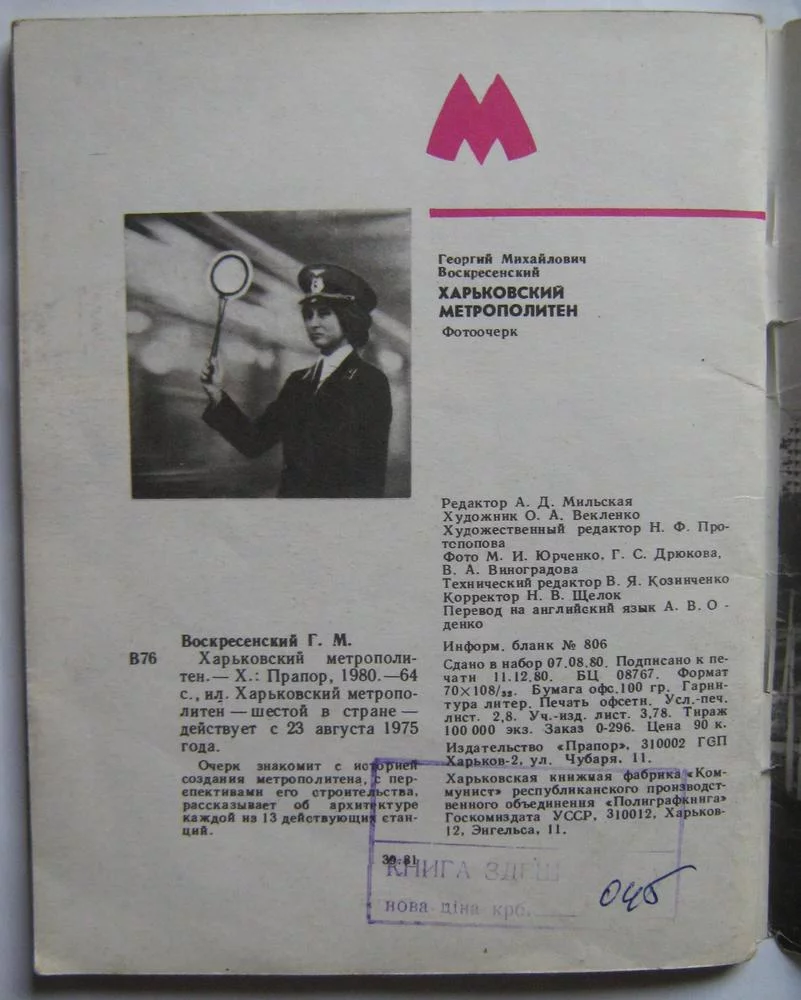 М
Георгий Михайлович
Воскресенский
ХАРЬКОВСКИЙ
МЕТРОПОЛИТЕН
Фотоочерк
Редактор А. Д. Мильская
Художник О. А. Векленко
Художественный редактор Н. Ф. Про-
тспопова
Фото М. И. Юрченко, Г. С. Дрюкова,
В. А. Виноградова
Технический редактор В. Я. Козинченко
Корректор Н. В. Щелок
Перевод на английский язык А. В. О -
денко
Информ. бланк № 806
Сдано в набор 07.08.80. Подписано к пе-
чати 11.12.80. БЦ 08767. Формат
70×108/₃₂. Бумага офс. 100 гр. Гарни-
тура литер. Печать офсетн. Усл.-печ.
лист. 2,8. Уч.-изд. лист. 3,78. Тираж
100 000 экз. Заказ 0-296. Цена 90 к.
Издательство «Прапор», 310002 ГСП
Харьков-2, ул. Чубаря, 11.
Харьковская книжная фабрика «Ком-
мунист» республиканского производст-
венного объединения «Полиграфкнига»
Госкомиздата УССР, 310012, Харьков-
12, Энгельса, 11.
Воскресенский Г. М.
В76 Харьковский метрополи-
тен.— Х.: Прапор, 1980.—64
с., ил. Харьковский метропо-
литен — шестой в стране —
действует с 23 августа 1975
года.
Очерк знакомит с историей
создания метрополитена, с пер-
спективами его строительства,
рассказывает об архитектуре
каждой из 13 действующих стан-
ций.
39.81
КНИГА
нова ціна крб.
045